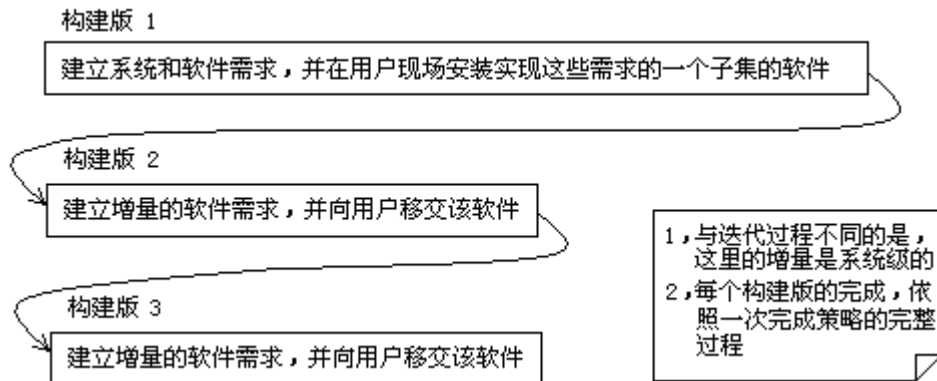 构建版 1
建立系统和软件需求，并在用户现场安装实现这些需求的一个子集的软件
构建版 2
建立增量的软件需求，并向用户移交该软件
构建版 3
建立增量的软件需求，并向用户移交该软件
1，与迭代过程不同的是，
这里的增量是系统级的
2，每个构建版的完成，依
照一次完成策略的完整
过程